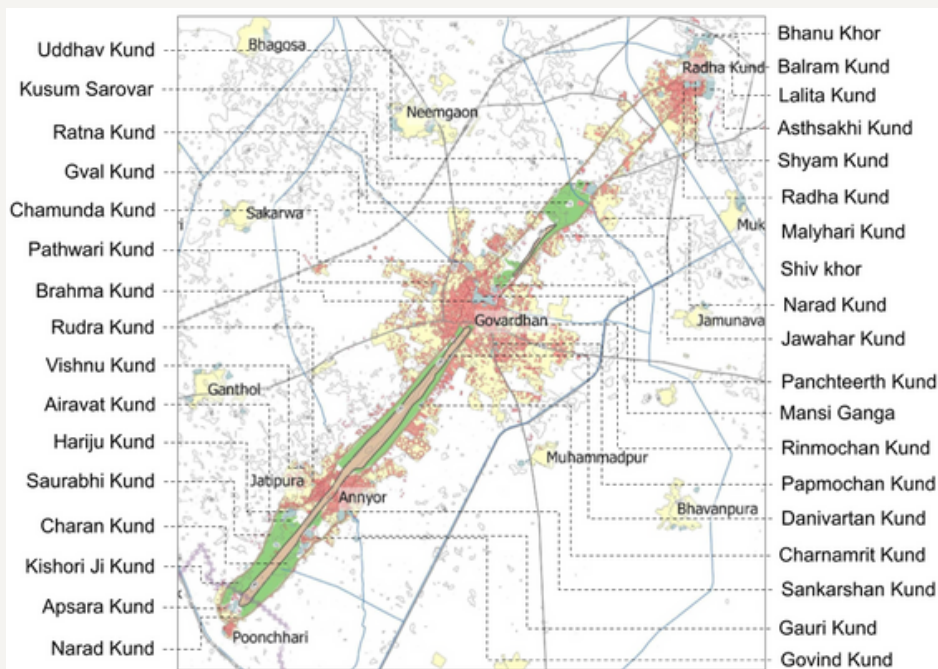 Uddhav Kund
Kusum Sarovar
Ratna Kund
Gval Kund
Chamunda Kund
Pathwari Kund
Brahma Kund
Rudra Kund
Vishnu Kund
Airavat Kund
Hariju Kund
Saurabhi Kund
Charan Kund
Kishori Ji Kund
Apsara Kund
Narad Kund
Bhagosa
Radha Kund
Neemgaon
Sakarwa
Muk
Govardhan
Jamunava
Ganthol
Muhammadpur
Jatipura
Annyor
Bhavanpura
Poonchhari
Bhanu Khor
Balram Kund
Lalita Kund
Asthsakhi Kund
Shyam Kund
Radha Kund
Malyhari Kund
Shiv khor
Narad Kund
Jawahar Kund
Panchteerth Kund
Mansi Ganga
Rinmochan Kund
Papmochan Kund
Danivartan Kund
Charnamrit Kund
Sankarshan Kund
Gauri Kund
Govind Kund